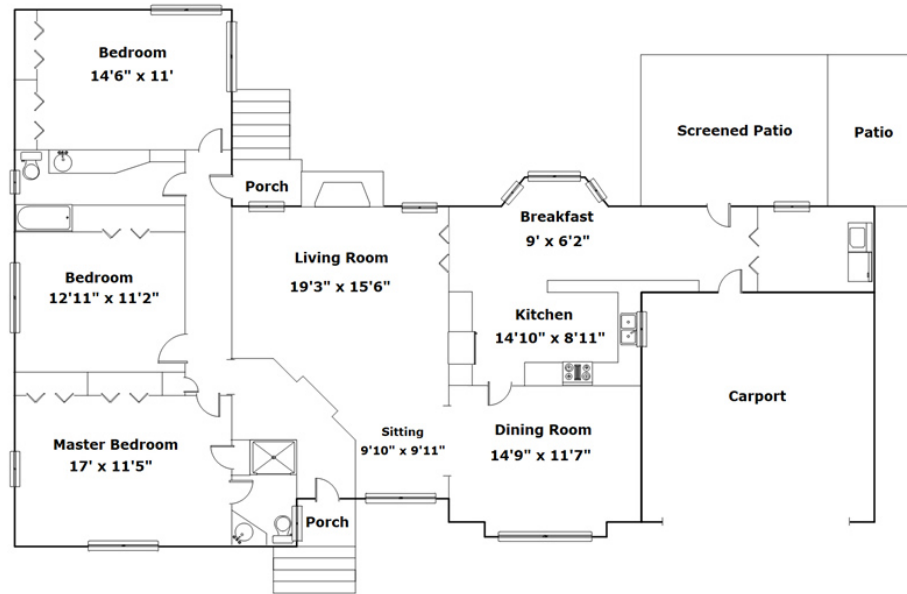 Bedroom
14'6" x 11'
Screened Patio
Patio
Porch
Breakfast
9' x 6'2"
Living Room
19'3" x 15'6"
Bedroom
12'11" x 11'2"
Kitchen
14'10" x 8'11"
Carport
Master Bedroom
17' x 11'5"
Sitting
9'10" x 9'11"
Dining Room
14'9" x 11'7"
Porch